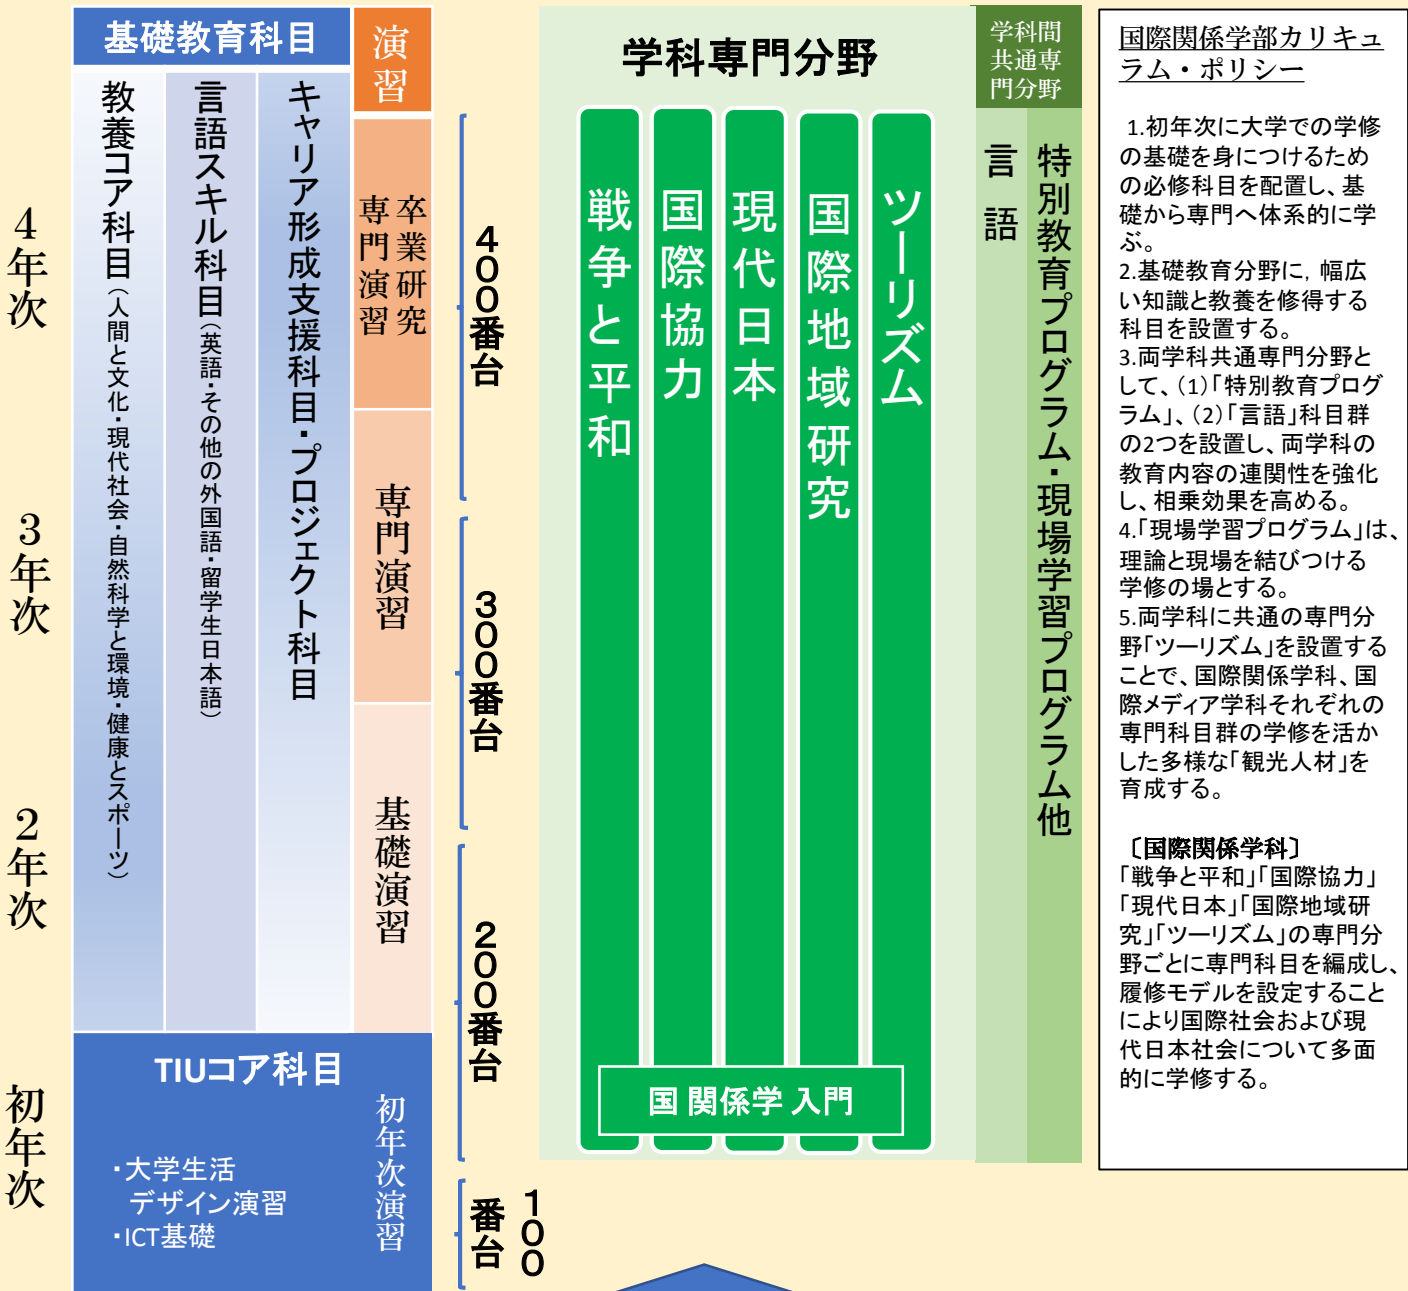 基礎教育科目
演習
学科専門分野
学科間
共通専
門分野
4年次
3年次
2年次
初年次
教養コア科目（人間と文化・現代社会・自然科学と環境・健康とスポーツ）
言語スキル科目（英語・その他の外国語・留学生日本語）
キャリア形成支援科目・プロジェクト科目
卒業研究
専門演習
専門演習
基礎演習
TIUコア科目
・大学生活
デザイン演習
・ICT基礎
初年次演習
400番台
300番台
200番台
100
番台
戦争と平和
国際協力
現代日本
国際地域研究
ツーリズム
国 関係学 入門
言語
特別教育プログラム・現場学習プログラム他
国際関係学部カリキュ
ラム・ポリシー
1.初年次に大学での学修
の基礎を身につけるため
の必修科目を配置し、基
礎から専門へ体系的に学
ぶ。
2.基礎教育分野に，幅広
い知識と教養を修得する
科目を設置する。
3.両学科共通専門分野と
して、(1)「特別教育プログ
ラム」、(2)「言語」科目群
の2つを設置し、両学科の
教育内容の連関性を強化
し、相乗効果を高める。
4.「現場学習プログラム」は、
理論と現場を結びつける
学修の場とする。
5.両学科に共通の専門分
野「ツーリズム」を設置する
ことで、国際関係学科、国
際メディア学科それぞれの
専門科目群の学修を活か
した多様な「観光人材」を
育成する。
〔国際関係学科〕
「戦争と平和」「国際協力」
「現代日本」「国際地域研
究」「ツーリズム」の専門分
野ごとに専門科目を編成し、
履修モデルを設定すること
により国際社会および現
代日本社会について多面
的に学修する。